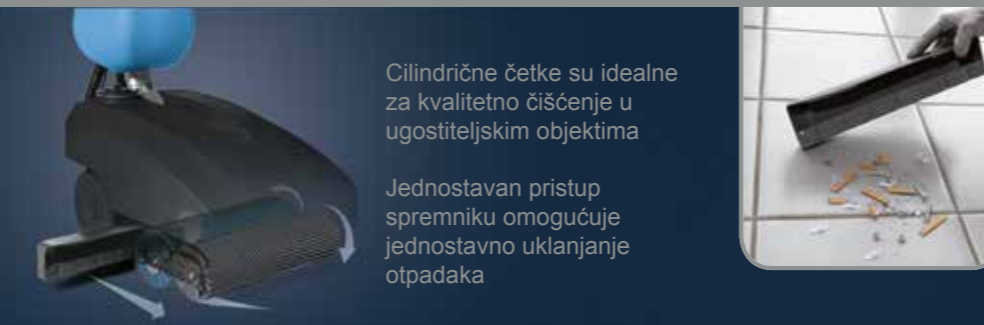 Cilindrične četke su idealne
za kvalitetno čišćenje u
ugostiteljskim objektima
Jednostavan pristup
spremniku omogućuje
jednostavno uklanjanje
otpadaka